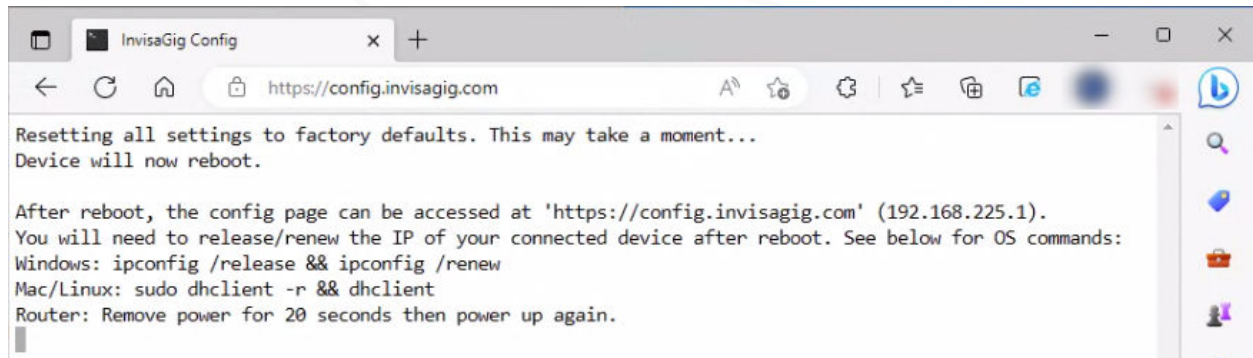 InvisaGig Config
https://config.invisagig.com
Resetting all settings to factory defaults. This may take a moment...
Device will now reboot.
After reboot, the config page can be accessed at 'https://config.invisagig.com' (192.168.225.1).
You will need to release/renew the IP of your connected device after reboot. See below for OS commands:
Windows: ipconfig /release && ipconfig /renew
Mac/Linux: sudo dhclient -r && dhclient
Router: Remove power for 20 seconds then power up again.